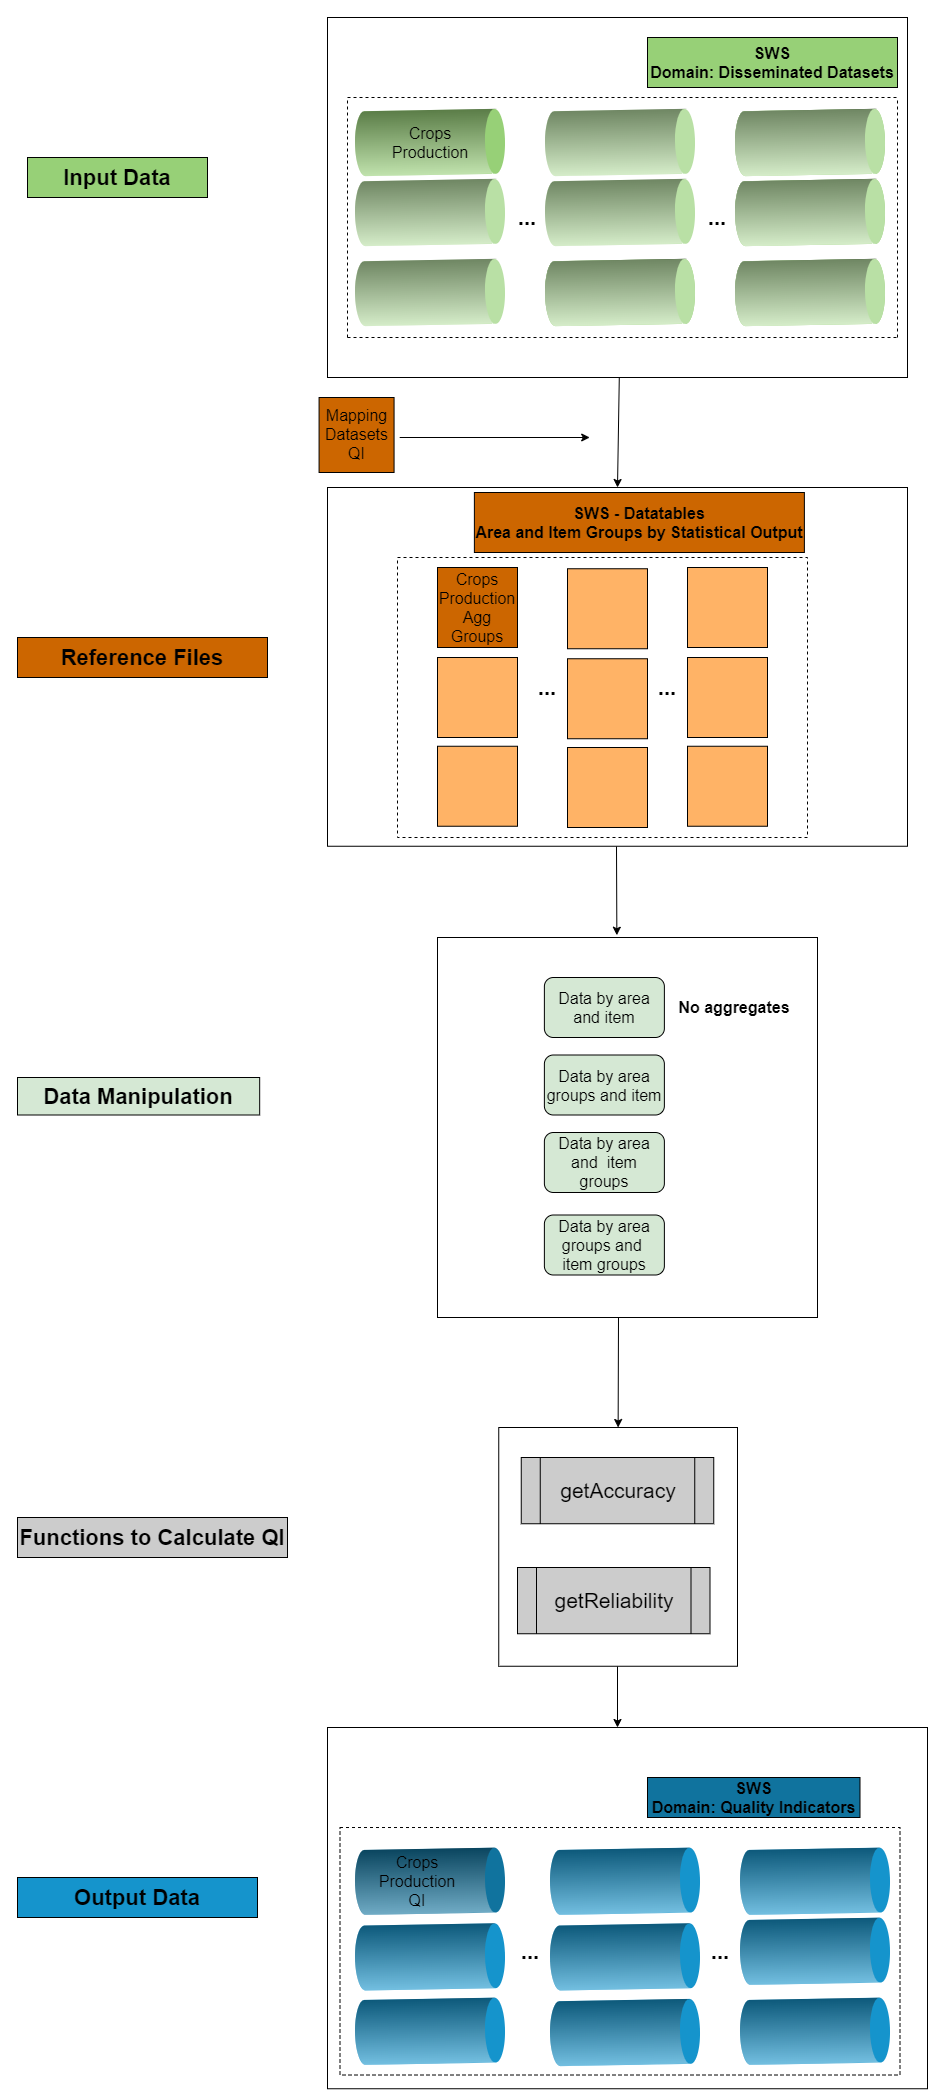 SWS
Domain: Disseminated Datasets
Crops
Production
Input Data
...
...
Mapping
Datasets
QI
SWS - Datatables
Area and Item Groups by Statistical Output
Crops
Production
Agg
Groups
Reference Files
...
...
Data by area
and item
No aggregates
Data by area
groups and item
Data Manipulation
Data by area
and item
groups
Data by area
groups and
item groups
getAccuracy
Functions to Calculate QI
getReliability
SWS
Domain: Quality Indicators
Crops
Production
QI
Output Data
...
...